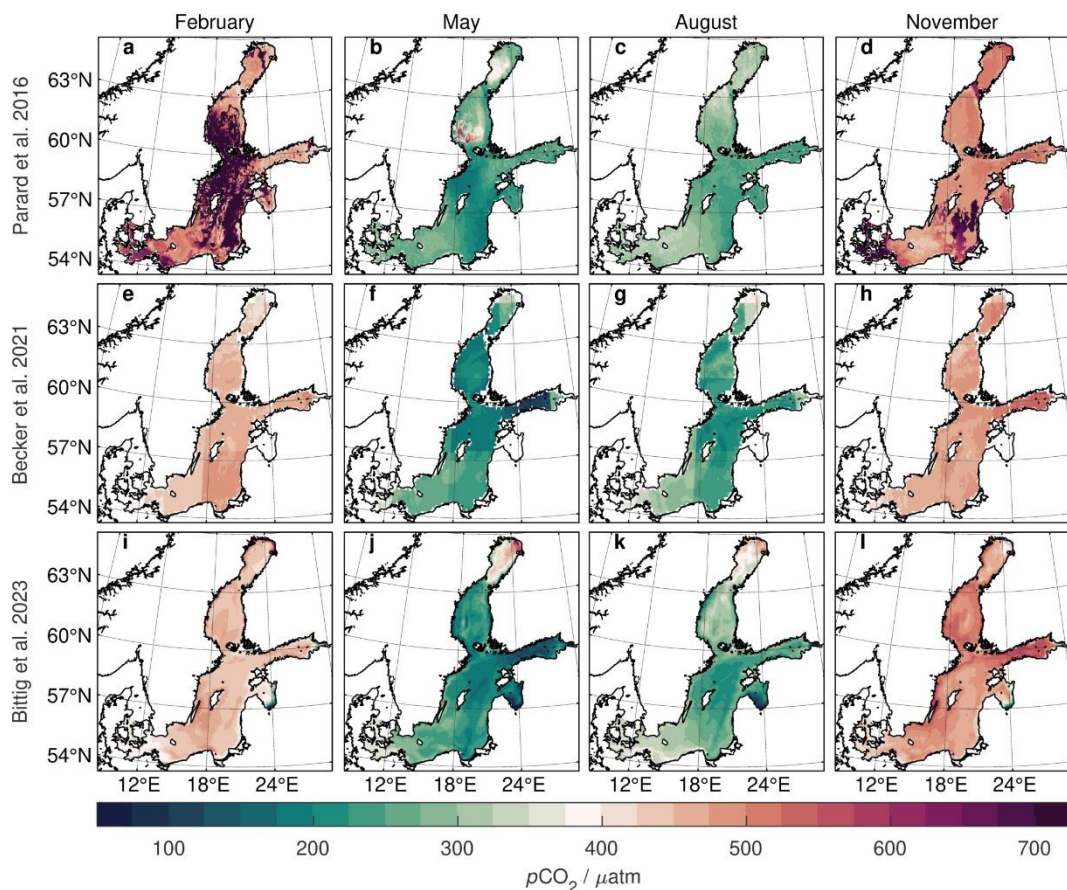 February May August November
Parard et al. 2016
a b c d
63°N
60°N
57°N
54°N
Becker et al. 2021
e f g h
63°N
60°N
57°N
54°N
Bittig et al. 2023
i j k l
63°N
60°N
57°N
54°N
12°E 18°E 24°E 12°E 18°E 24°E 12°E 18°E 24°E 12°E 18°E 24°E
100 200 300 400 500 600 700
pCO₂ / μatm